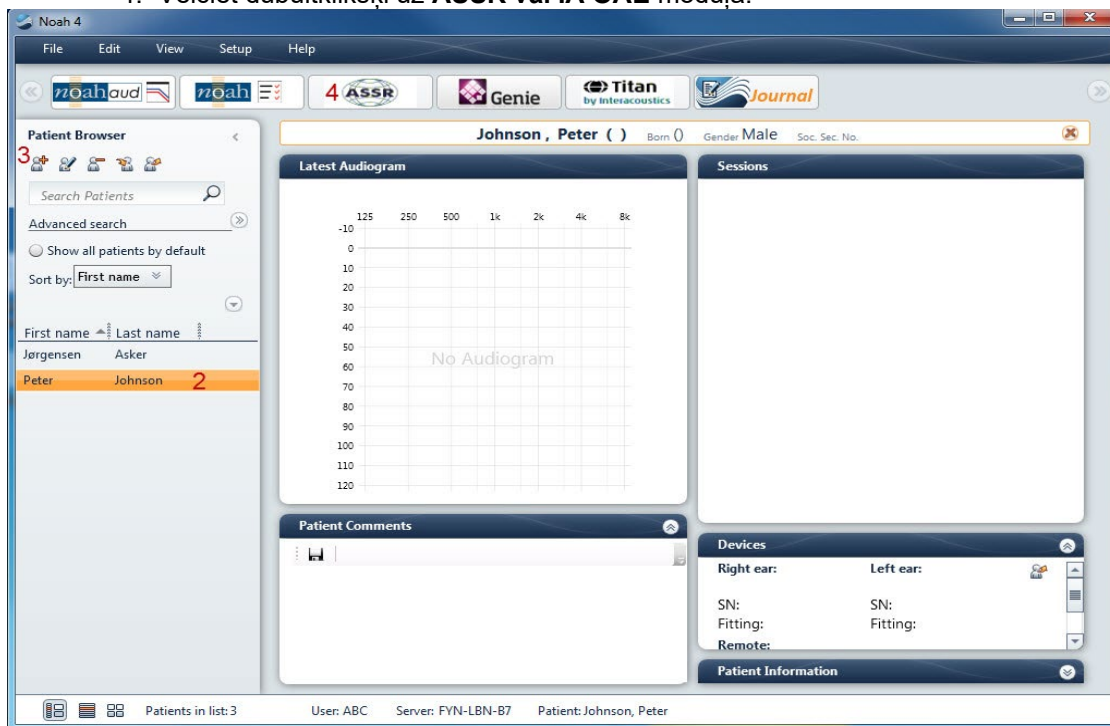 Noah 4
File Edit View Setup Help
noahaud noah 4 ASSR Genie Titan by Interacoustics Journal
Patient Browser
3
Search Patients
Advanced search
Show all patients by default
Sort by: First name
First name Last name
Jørgensen Asker
Peter Johnson 2
Johnson , Peter ( ) Born () Gender Male Soc. Sec. No.
Latest Audiogram
125 250 500 1k 2k 4k 8k
-10
0
10
20
30
40
50
60
70
80
90
100
110
120
No Audiogram
Patient Comments
Sessions
Devices
Right ear: Left ear:
SN: SN:
Fitting: Fitting:
Remote:
Patient Information
Patients in list: 3 User: ABC Server: FYN-LBN-B7 Patient: Johnson, Peter